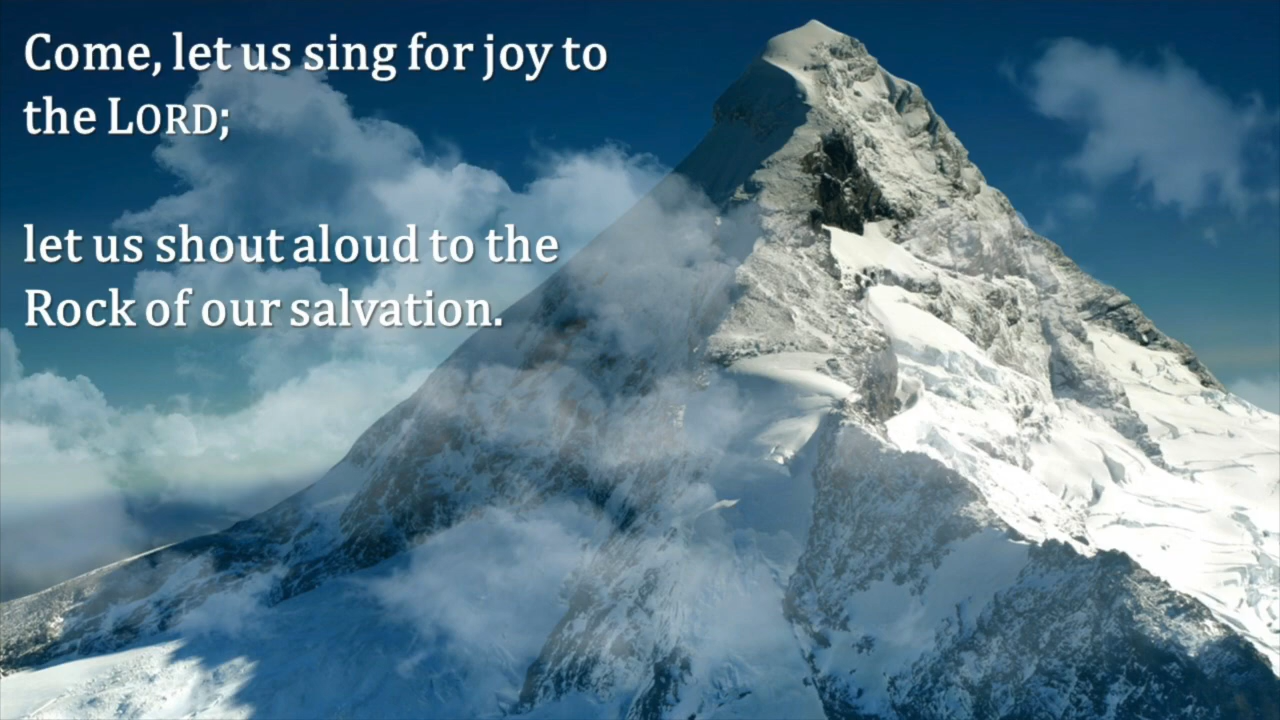 Come, let us sing for joy to
the LORD;
let us shout aloud to the
Rock of our salvation.